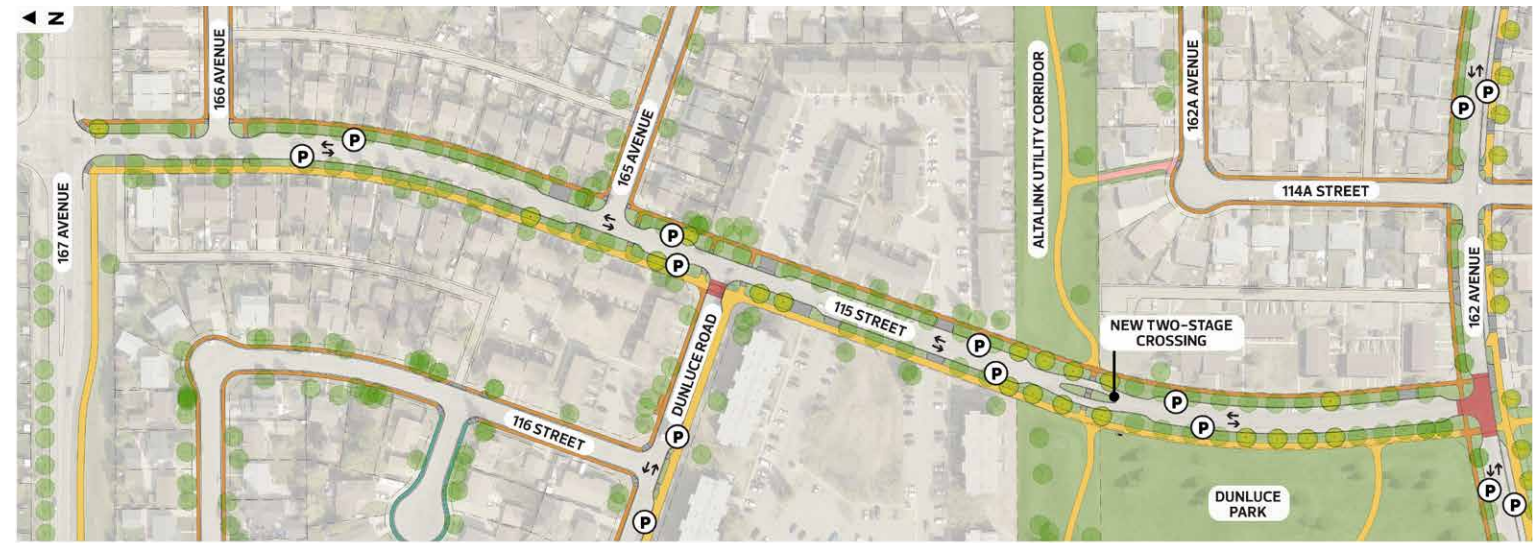 N
166 AVENUE
167 AVENUE
P
P
165 AVENUE
P
P
116 STREET
DUNLUCE ROAD
P
P
115 STREET
P
P
ALTALINK UTILITY CORRIDOR
NEW TWO-STAGE
CROSSING
P
P
DUNLUCE
PARK
162A AVENUE
114A STREET
162 AVENUE
P
P
P
P